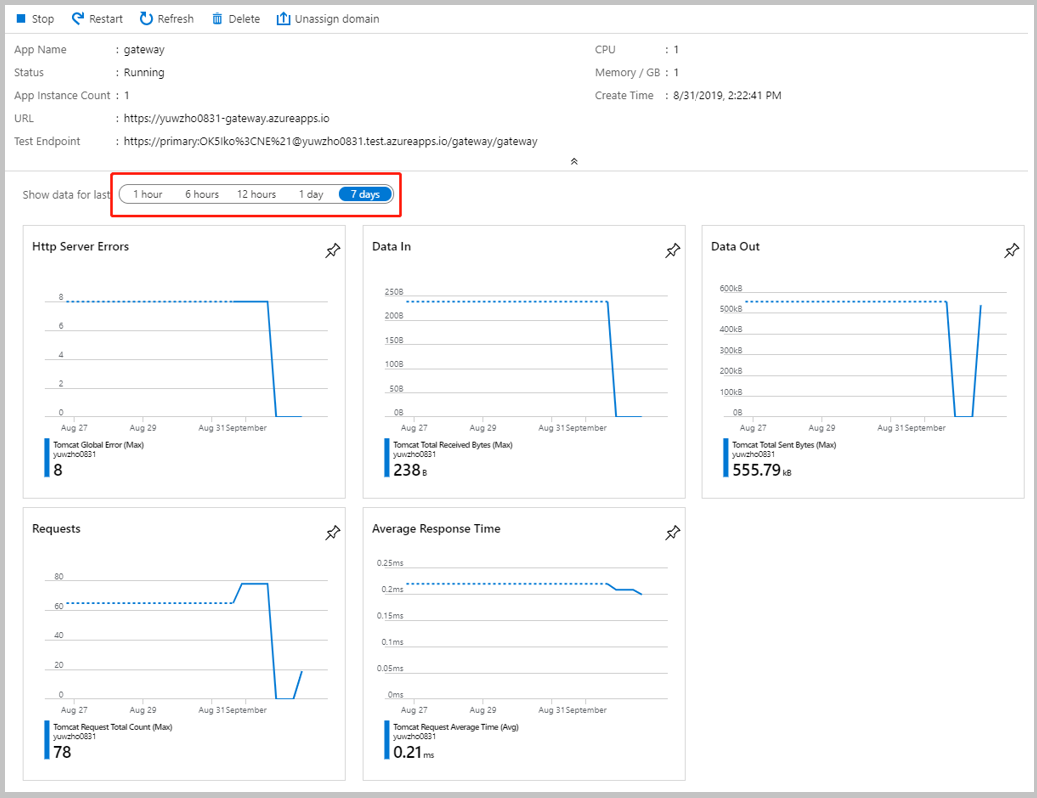 Stop Restart Refresh Delete Unassign domain
App Name : gateway
CPU : 1
Status : Running
Memory / GB : 1
App Instance Count : 1
Create Time : 8/31/2019, 2:22:41 PM
URL : https://yuwzho0831-gateway.azureapps.io
Test Endpoint : https://primary:OK5Iko%3CNE%21@yuwzho0831.test.azureapps.io/gateway/gateway
Show data for last 1 hour 6 hours 12 hours 1 day 7 days
Http Server Errors
8
6
4
2
0
Aug 27 Aug 29 Aug 31 September
Tomcat Global Error (Max)
yuwzho0831
8
Data In
250B
200B
150B
100B
50B
0B
Aug 27 Aug 29 Aug 31 September
Tomcat Total Received Bytes (Max)
yuwzho0831
238 B
Data Out
600kB
500kB
400kB
300kB
200kB
100kB
0B
Aug 27 Aug 29 Aug 31 September
Tomcat Total Sent Bytes (Max)
yuwzho0831
555.79 kB
Requests
80
60
40
20
0
Aug 27 Aug 29 Aug 31 September
Tomcat Request Total Count (Max)
yuwzho0831
78
Average Response Time
0.25ms
0.2ms
0.15ms
0.1ms
0.05ms
0ms
Aug 27 Aug 29 Aug 31 September
Tomcat Request Average Time (Avg)
yuwzho0831
0.21 ms